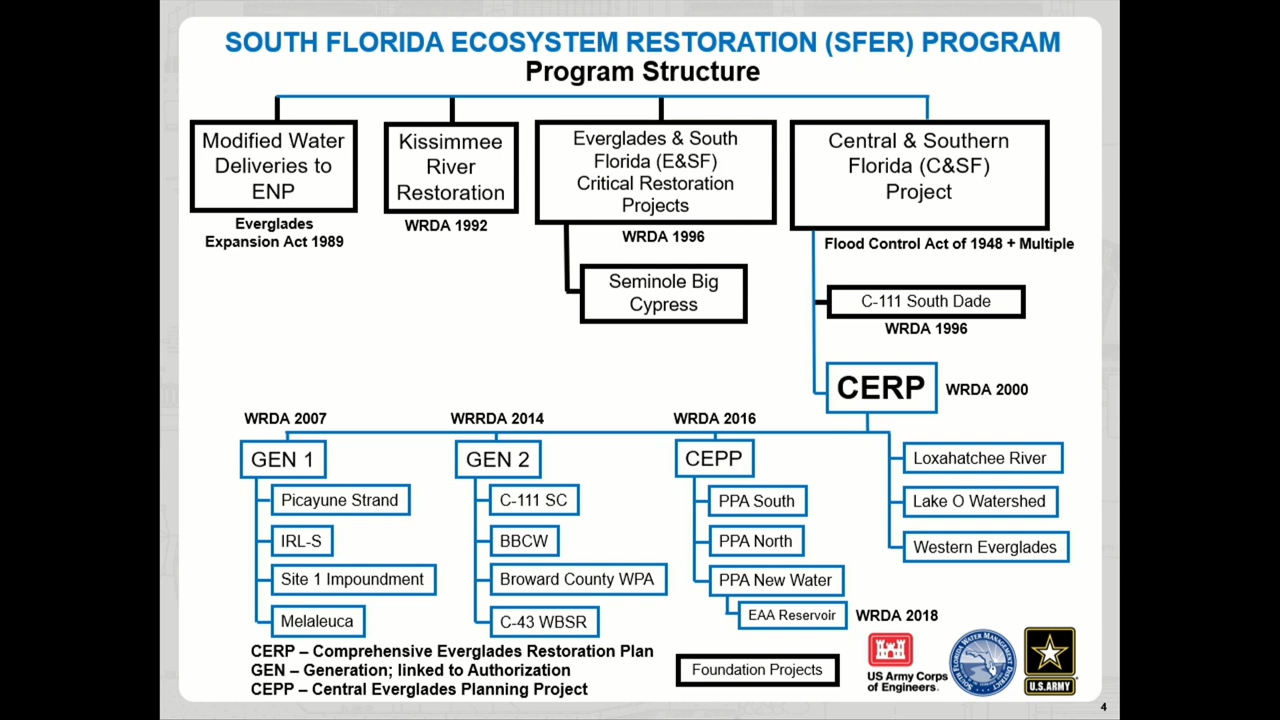 SOUTH FLORIDA ECOSYSTEM RESTORATION (SFER) PROGRAM
Program Structure
Modified Water
Deliveries to
ENP
Everglades
Expansion Act 1989
Kissimmee
River
Restoration
WRDA 1992
Everglades & South
Florida (E&SF)
Critical Restoration
Projects
WRDA 1996
Seminole Big
Cypress
Central & Southern
Florida (C&SF)
Project
Flood Control Act of 1948 + Multiple
C-111 South Dade
WRDA 1996
CERP
WRDA 2000
WRDA 2007
GEN 1
Picayune Strand
IRL-S
Site 1 Impoundment
Melaleuca
WRRDA 2014
GEN 2
C-111 SC
BBCW
Broward County WPA
C-43 WBSR
WRDA 2016
CEPP
PPA South
PPA North
PPA New Water
EAA Reservoir
WRDA 2018
Loxahatchee River
Lake O Watershed
Western Everglades
CERP – Comprehensive Everglades Restoration Plan
GEN – Generation; linked to Authorization
CEPP – Central Everglades Planning Project
Foundation Projects
US Army Corps
of Engineers.
SOUTH FLORIDA WATER MANAGEMENT DISTRICT
U.S.ARMY
4